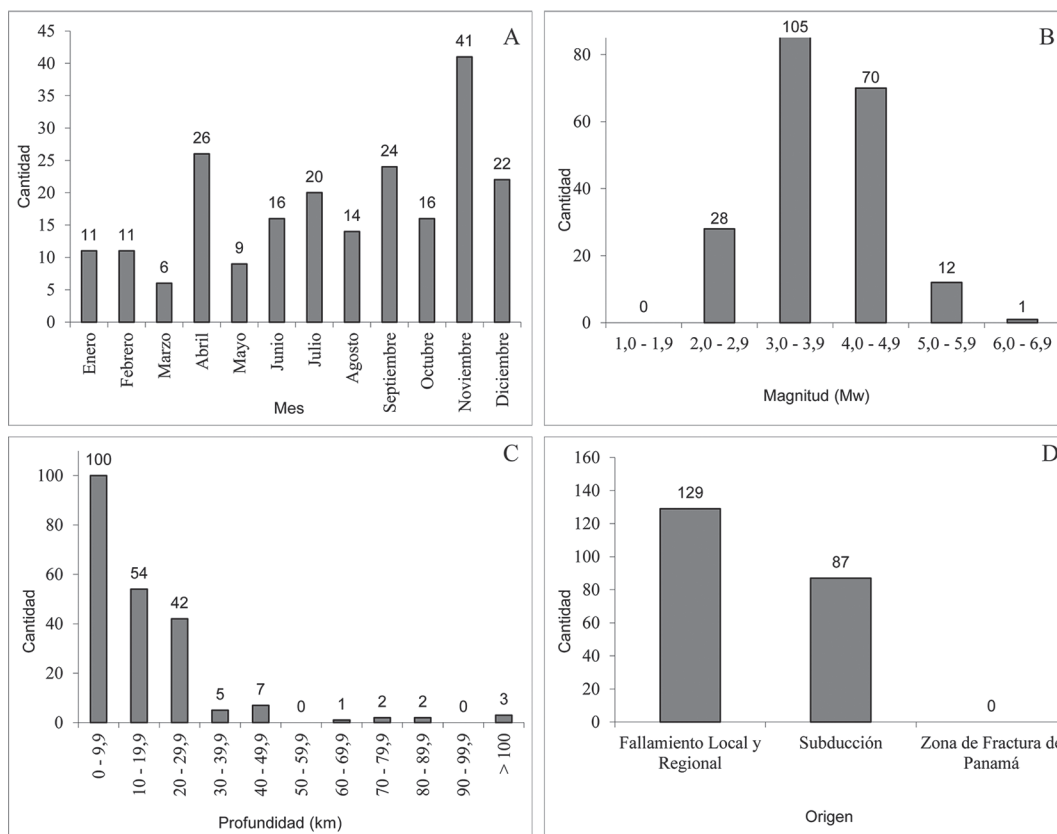 A
Cantidad
45
40
35
30
25
20
15
10
5
0
11
11
6
26
9
16
20
14
24
16
41
22
Enero
Febrero
Marzo
Abril
Mayo
Junio
Julio
Agosto
Septiembre
Octubre
Noviembre
Diciembre
Mes
B
Cantidad
80
60
40
20
0
0
28
105
70
12
1
1,0 - 1,9
2,0 - 2,9
3,0 - 3,9
4,0 - 4,9
5,0 - 5,9
6,0 - 6,9
Magnitud (Mw)
C
Cantidad
100
80
60
40
20
0
100
54
42
5
7
0
1
2
2
0
3
0 - 9,9
10 - 19,9
20 - 29,9
30 - 39,9
40 - 49,9
50 - 59,9
60 - 69,9
70 - 79,9
80 - 89,9
90 - 99,9
> 100
Profundidad (km)
D
Cantidad
160
140
120
100
80
60
40
20
0
129
87
0
Fallamiento Local y
Regional
Subducción
Zona de Fractura de
Panamá
Origen